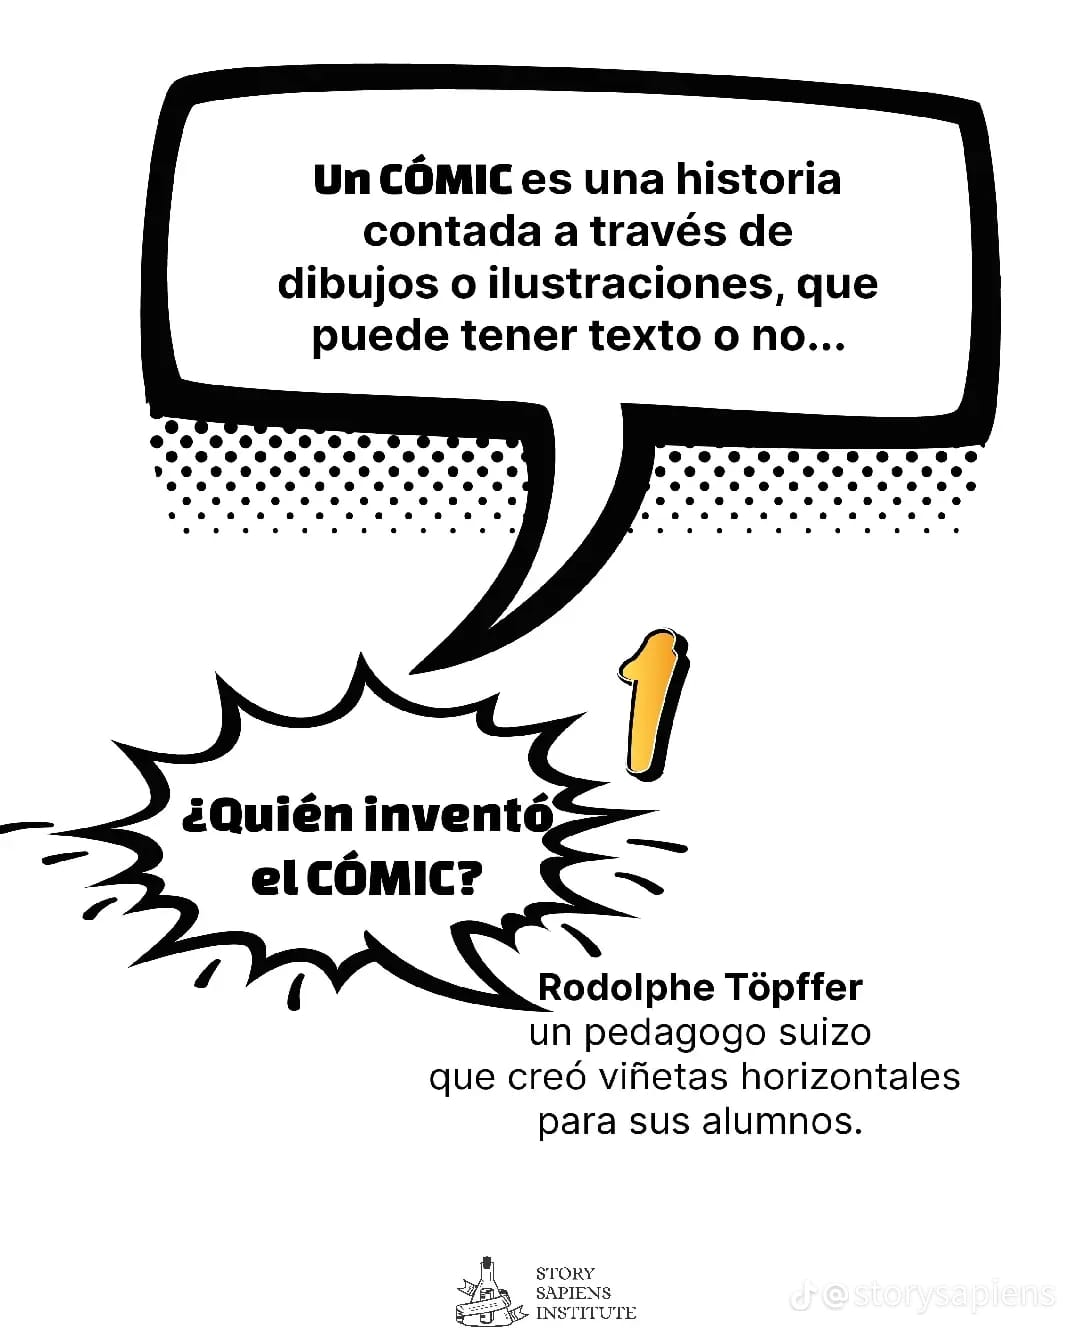 Un CÓMIC es una historia
contada a través de
dibujos o ilustraciones, que
puede tener texto o no...
1
¿Quién inventó
el CÓMIC?
Rodolphe Töpffer
un pedagogo suizo
que creó viñetas horizontales
para sus alumnos.
STORY
SAPIENS
INSTITUTE
@storysapiens